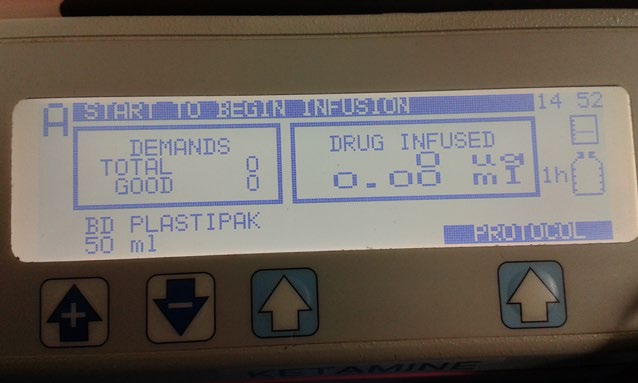 A
START TO BEGIN INFUSION
14 52
DEMANDS
TOTAL 0
GOOD 0
DRUG INFUSED
0 µg
0.00 ml
1h
BD PLASTIPAK
50 ml
PROTOCOL
KETAMINE